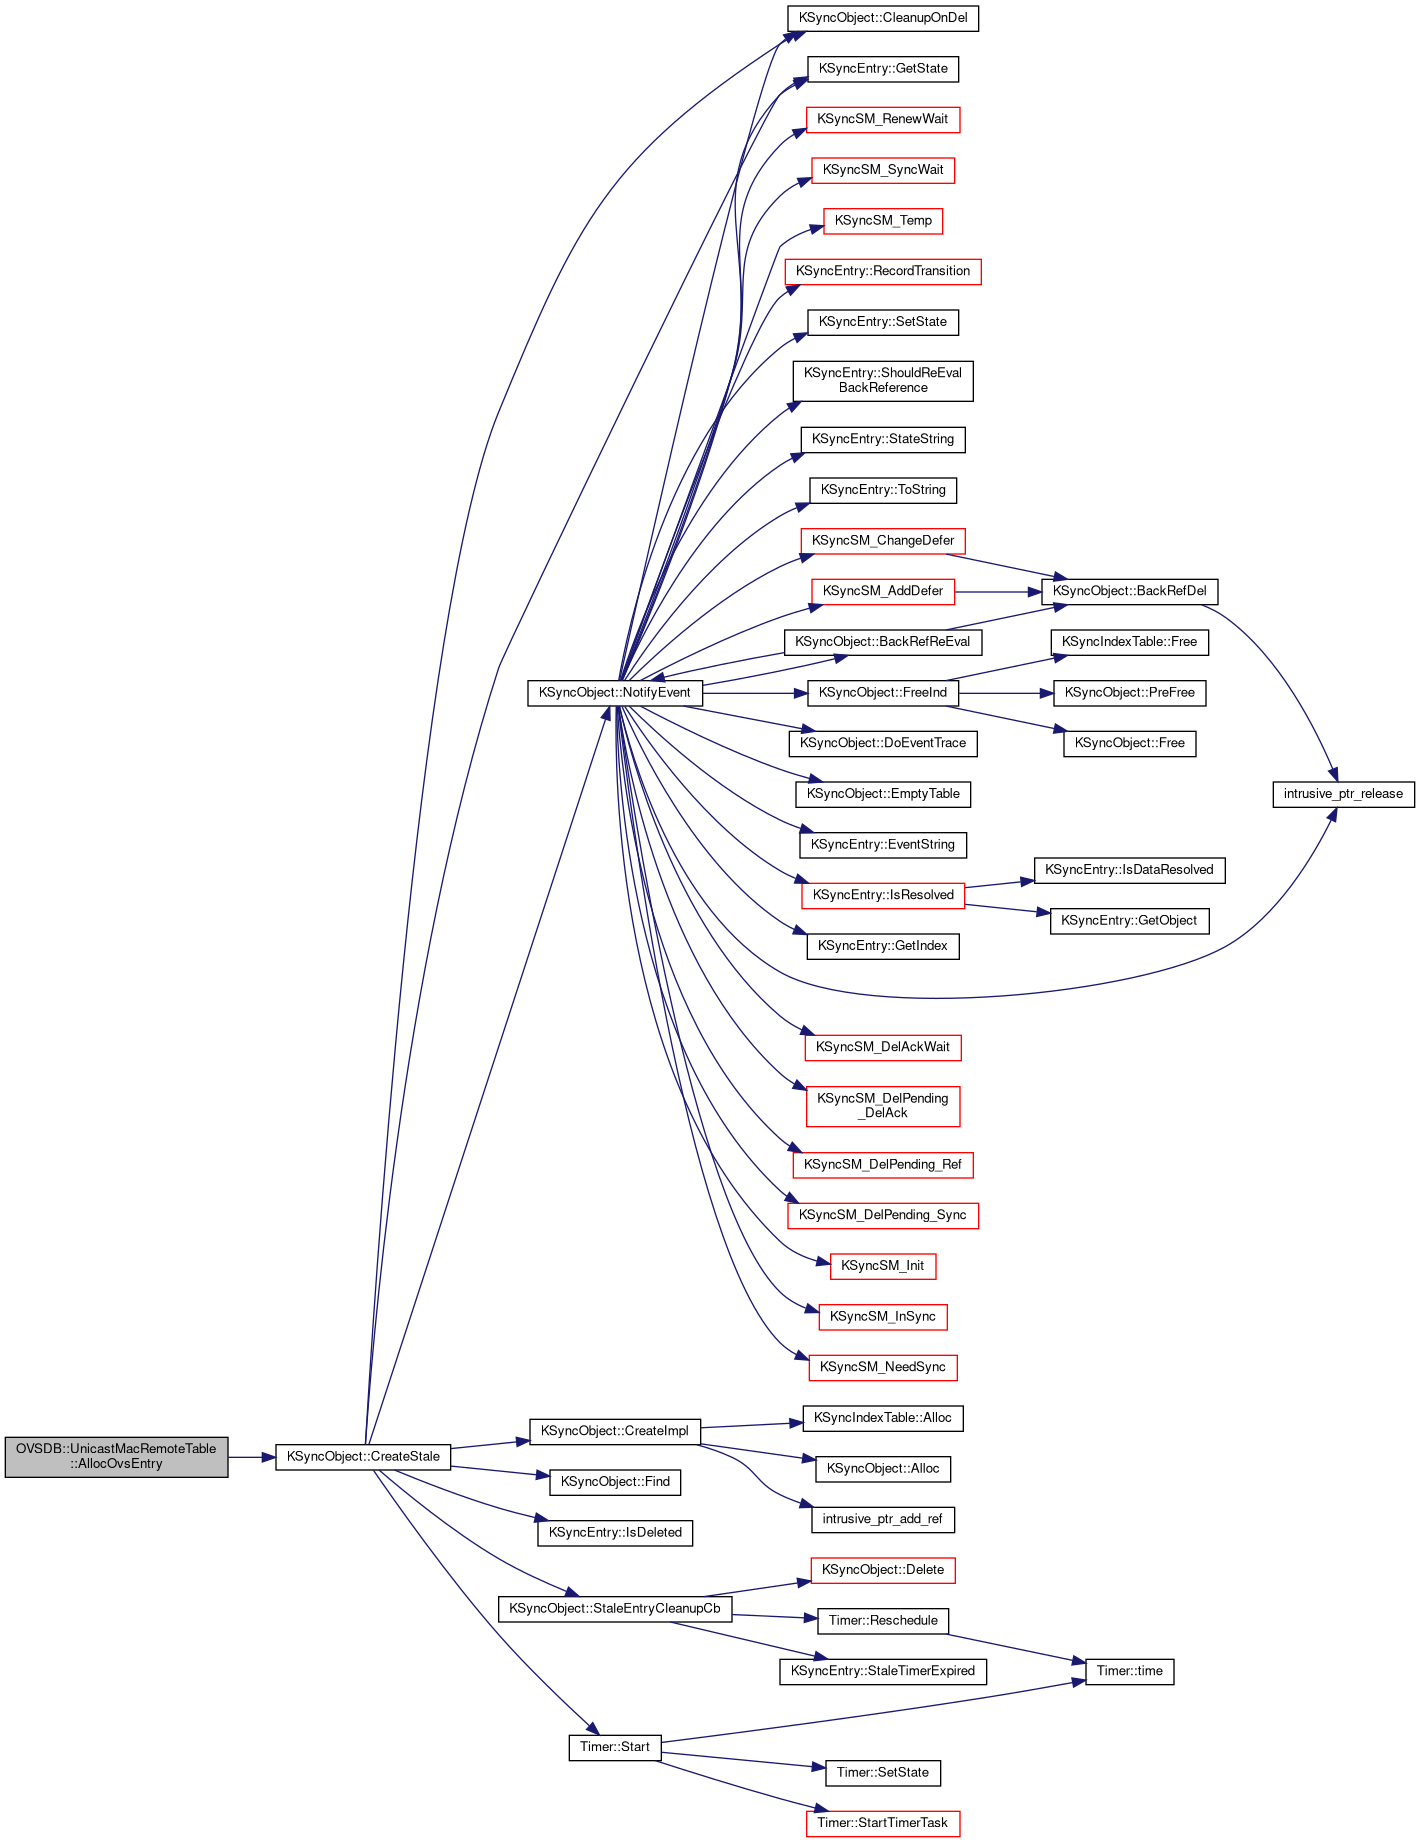 KSyncObject::CleanupOnDel
KSyncEntry::GetState
KSyncSM_RenewWait
KSyncSM_SyncWait
KSyncSM_Temp
KSyncEntry::RecordTransition
KSyncEntry::SetState
KSyncEntry::ShouldReEval
BackReference
KSyncEntry::StateString
KSyncEntry::ToString
KSyncSM_ChangeDefer
KSyncSM_AddDefer
KSyncObject::BackRefDel
KSyncObject::BackRefReEval
KSyncIndexTable::Free
KSyncObject::NotifyEvent
KSyncObject::FreeInd
KSyncObject::PreFree
KSyncObject::DoEventTrace
KSyncObject::Free
KSyncObject::EmptyTable
intrusive_ptr_release
KSyncEntry::EventString
KSyncEntry::IsDataResolved
KSyncEntry::IsResolved
KSyncEntry::GetObject
KSyncEntry::GetIndex
KSyncSM_DelAckWait
KSyncSM_DelPending
_DelAck
KSyncSM_DelPending_Ref
KSyncSM_DelPending_Sync
KSyncSM_Init
KSyncSM_InSync
KSyncSM_NeedSync
OVSDB::UnicastMacRemoteTable
::AllocOvsEntry
KSyncObject::CreateStale
KSyncObject::CreateImpl
KSyncIndexTable::Alloc
KSyncObject::Find
KSyncObject::Alloc
KSyncEntry::IsDeleted
intrusive_ptr_add_ref
KSyncObject::Delete
KSyncObject::StaleEntryCleanupCb
Timer::Reschedule
KSyncEntry::StaleTimerExpired
Timer::time
Timer::Start
Timer::SetState
Timer::StartTimerTask